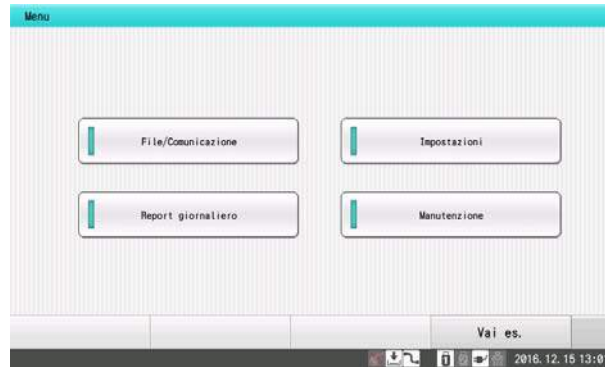 Menu
File/Comunicazione
Impostazioni
Report giornaliero
Manutenzione
Vai es.
2016.12.15 13:0